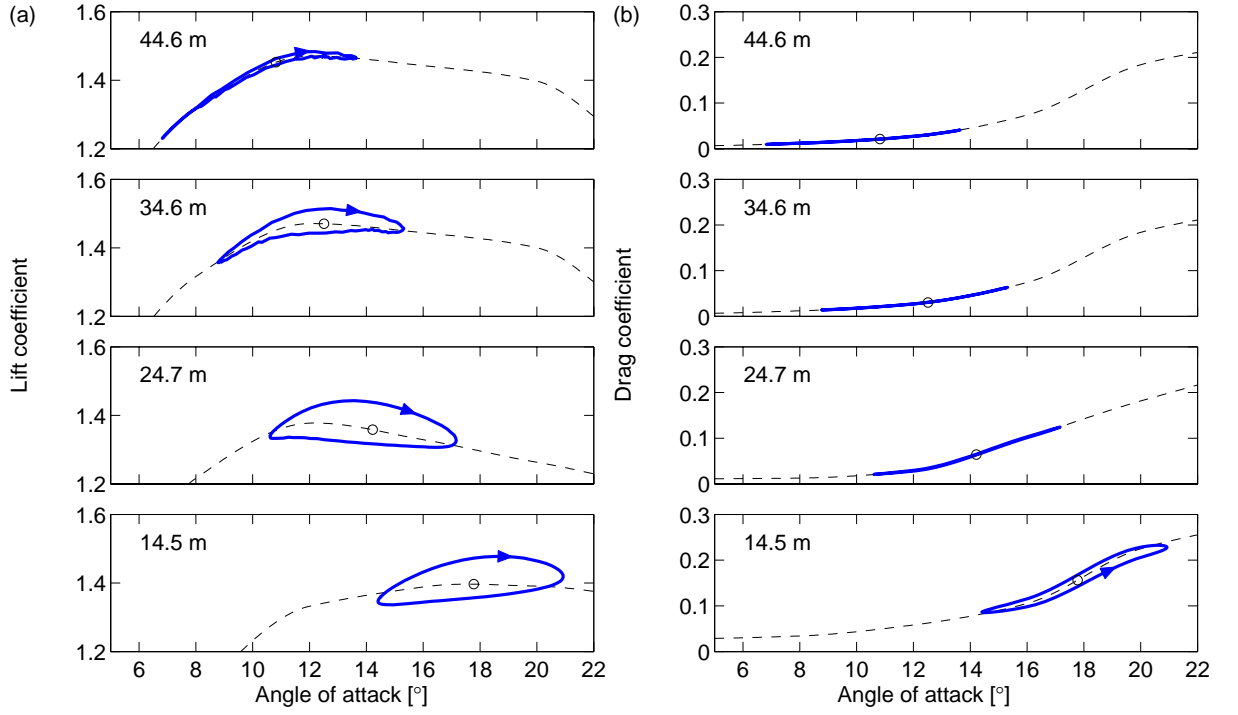 (a)
Lift coefficient
44.6 m
1.6
1.4
1.2
34.6 m
1.6
1.4
1.2
24.7 m
1.6
1.4
1.2
14.5 m
1.6
1.4
1.2
6 8 10 12 14 16 18 20 22
Angle of attack [°]
(b)
Drag coefficient
44.6 m
0.3
0.2
0.1
0
34.6 m
0.3
0.2
0.1
0
24.7 m
0.3
0.2
0.1
0
14.5 m
0.3
0.2
0.1
0
6 8 10 12 14 16 18 20 22
Angle of attack [°]